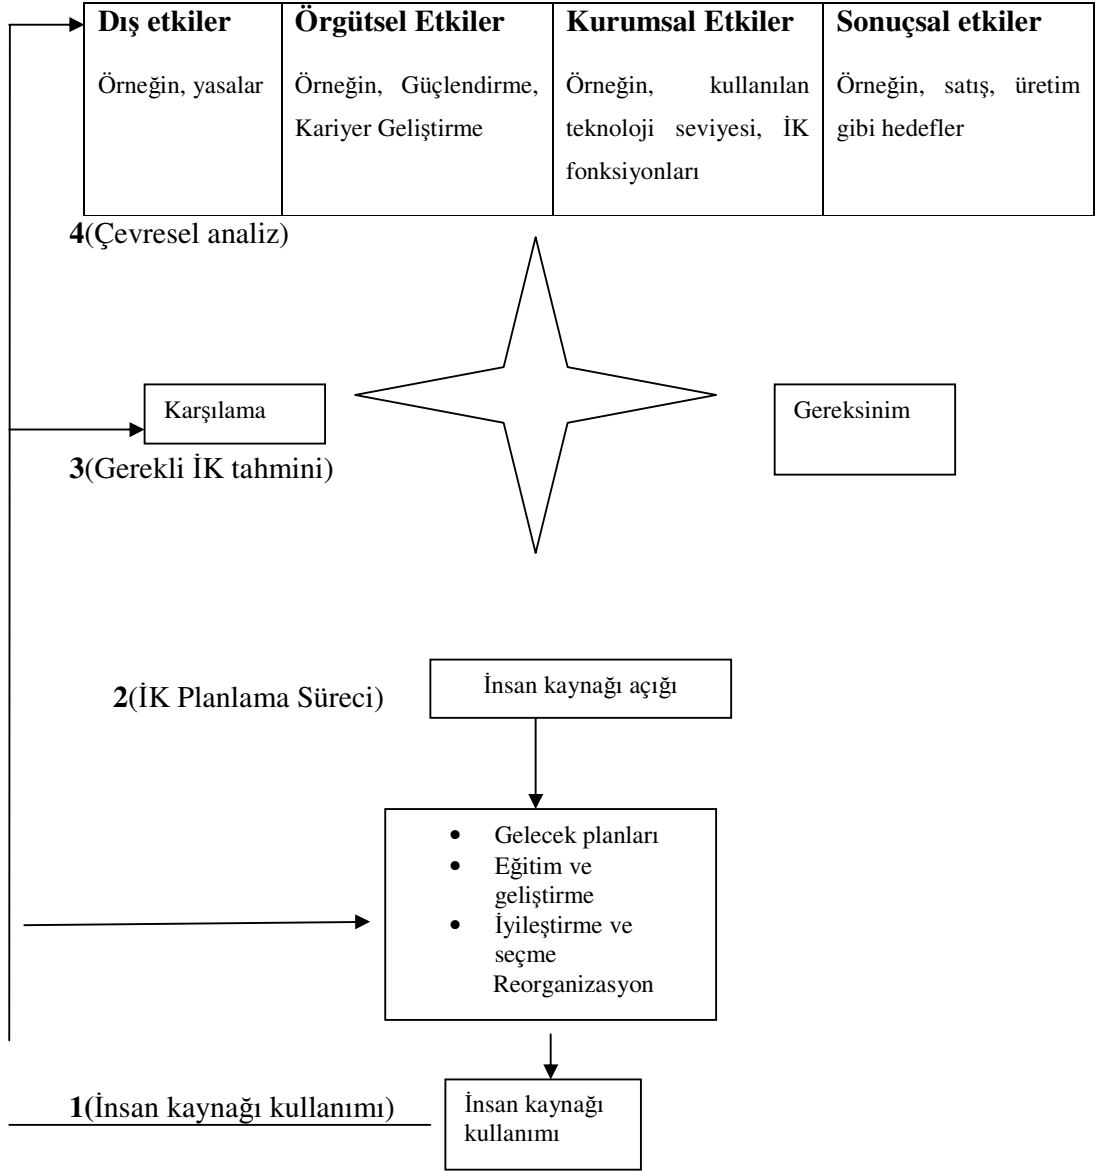 Dış etkiler
Örgütsel Etkiler
Kurumsal Etkiler
Sonuçsal etkiler
Örneğin, yasalar
Örneğin, Güçlendirme,
Kariyer Geliştirme
Örneğin, kullanılan
teknoloji seviyesi, İK
fonksiyonları
Örneğin, satış, üretim
gibi hedefler
4(Çevresel analiz)
Karşılama
Gereksinim
3(Gerekli İK tahmini)
2(İK Planlama Süreci)
İnsan kaynağı açığı
• Gelecek planları
• Eğitim ve
geliştirme
• İyileştirme ve
seçme
Reorganizasyon
1(İnsan kaynağı kullanımı)
İnsan kaynağı
kullanımı